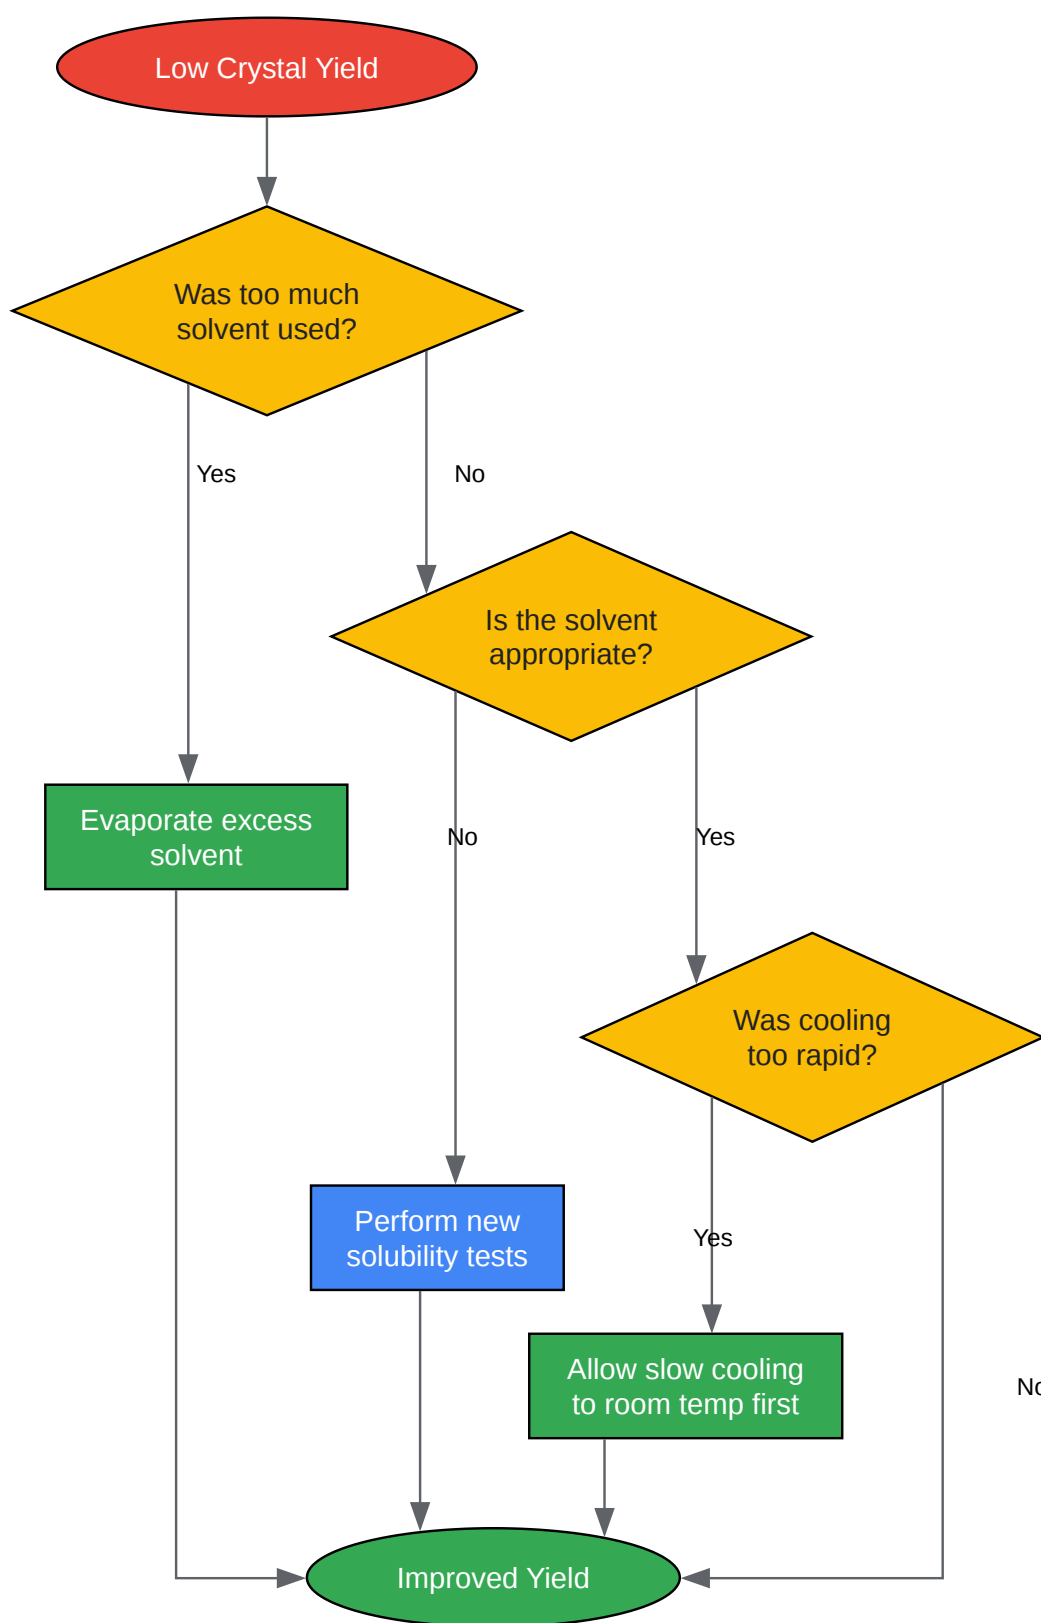 Low Crystal Yield
Was too much
solvent used?
Yes
No
Is the solvent
appropriate?
Evaporate excess
solvent
No
Yes
Was cooling
too rapid?
Perform new
solubility tests
Yes
Allow slow cooling
to room temp first
No
Improved Yield